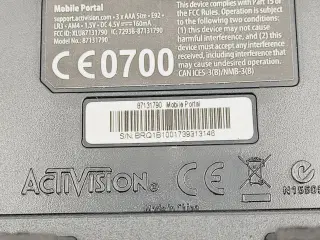 Mobile Portal
support.activision.com • 3 x AAA Size • E92 •
LR3 • AM4 • 1.5V • DC 4.5V ⎓ 160mA
FCC ID: XLU87131790 IC: 7293B-87131790
Model No.: 87131790
CE0700
This device complies with Part 15 of
the FCC Rules. Operation is subject to
the following two conditions: (1) this
device may not cause harmful
interference, and (2) this device must
accept any interference received,
including interference that may cause
undesired operation.
CAN ICES-3(B)/NMB-3(B)
87131790 Mobile Portal
S/N:BRQ1B1001739313146
ACTIVISION®
Made in China
N1550